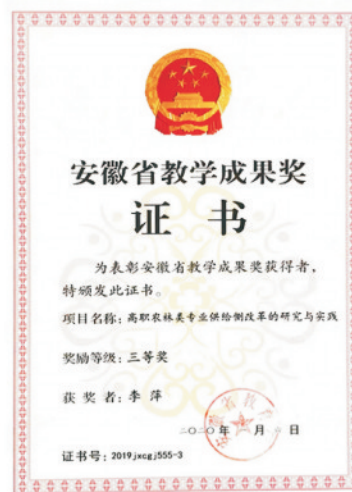 安徽省教学成果奖
证书
为表彰安徽省教学成果奖获得者，
特颁发此证书。
项目名称：高职农林类专业供给侧改革的研究与实践
奖励等级：三等奖
获奖者：李萍
二〇二〇年 月 日
证书号：2019jxcgj555-3